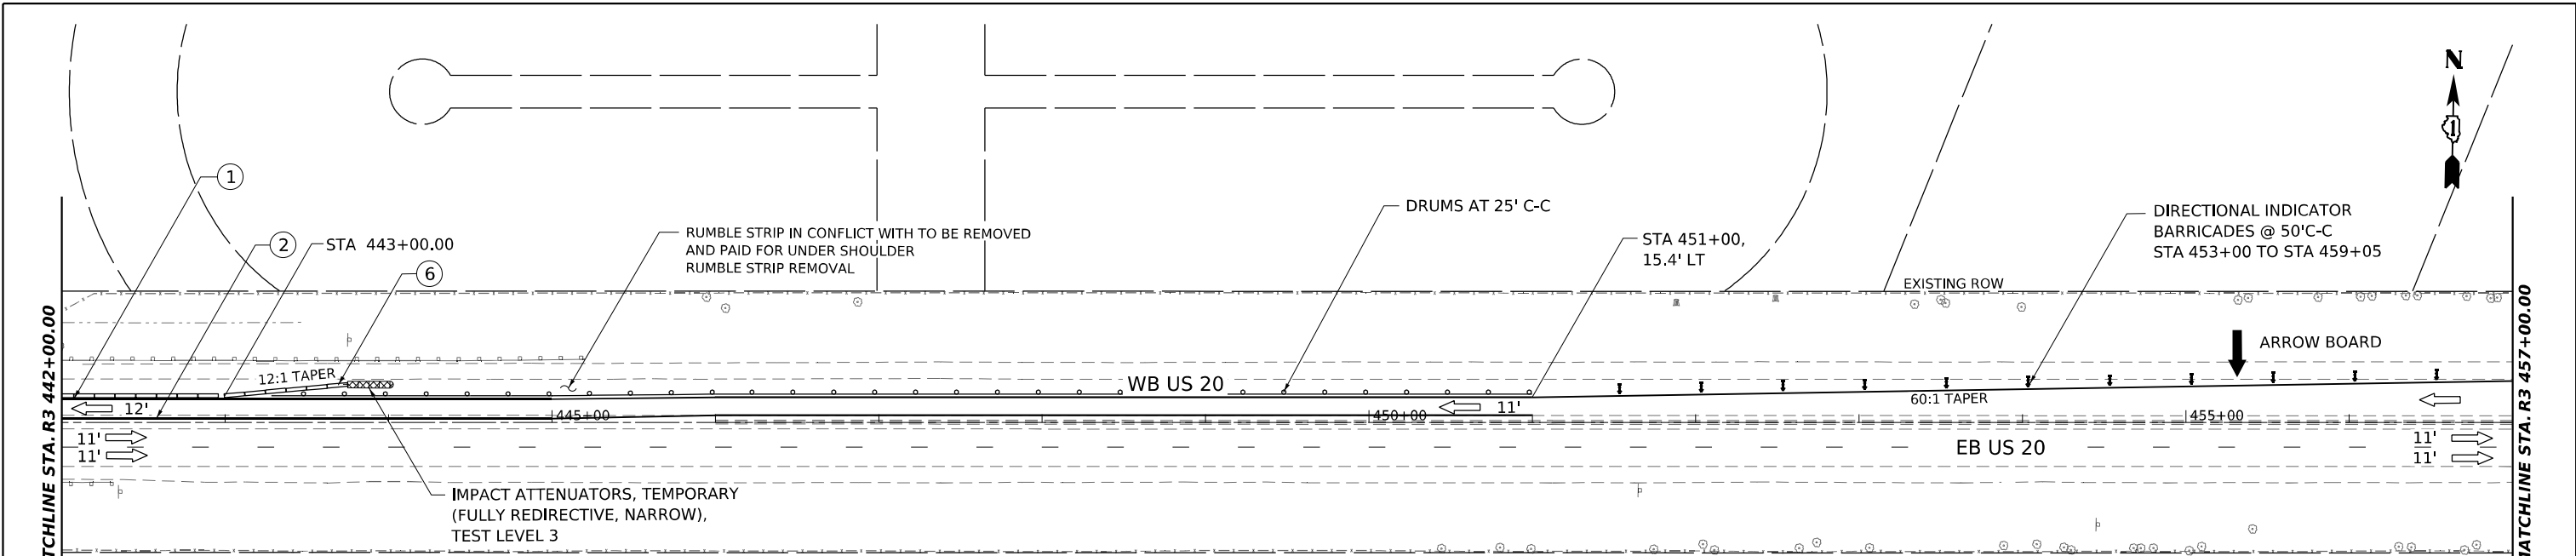 N
1
1
DRUMS AT 25' C-C
DIRECTIONAL INDICATOR
BARRICADES @ 50'C-C
STA 453+00 TO STA 459+05
2
STA 443+00.00
RUMBLE STRIP IN CONFLICT WITH TO BE REMOVED
AND PAID FOR UNDER SHOULDER
RUMBLE STRIP REMOVAL
STA 451+00,
15.4' LT
6
EXISTING ROW
TCHLINE STA. R3 442+00.00
ATCHLINE STA. R3 457+00.00
ARROW BOARD
12:1 TAPER
WB US 20
60:1 TAPER
12'
445+00
450+00
11'
455+00
11'
11'
EB US 20
11'
11'
IMPACT ATTENUATORS, TEMPORARY
(FULLY REDIRECTIVE, NARROW),
TEST LEVEL 3